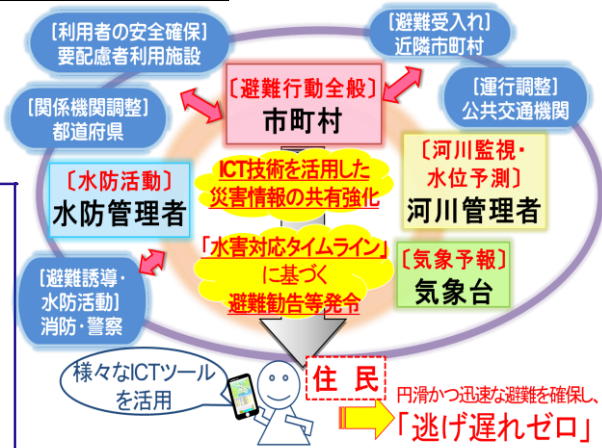 [利用者の安全確保]
要配慮者利用施設
[避難受入れ]
近隣市町村
[関係機関調整]
都道府県
〔避難行動全般〕
市町村
[運行調整]
公共交通機関
〔水防活動〕
水防管理者
ICT技術を活用した
災害情報の共有強化
〔河川監視・
水位予測〕
河川管理者
「水害対応タイムライン」
に基づく
避難勧告等発令
〔気象予報〕
気象台
[避難誘導・
水防活動]
消防・警察
様々なICTツール
を活用
住 民
円滑かつ迅速な避難を確保し、
「逃げ遅れゼロ」